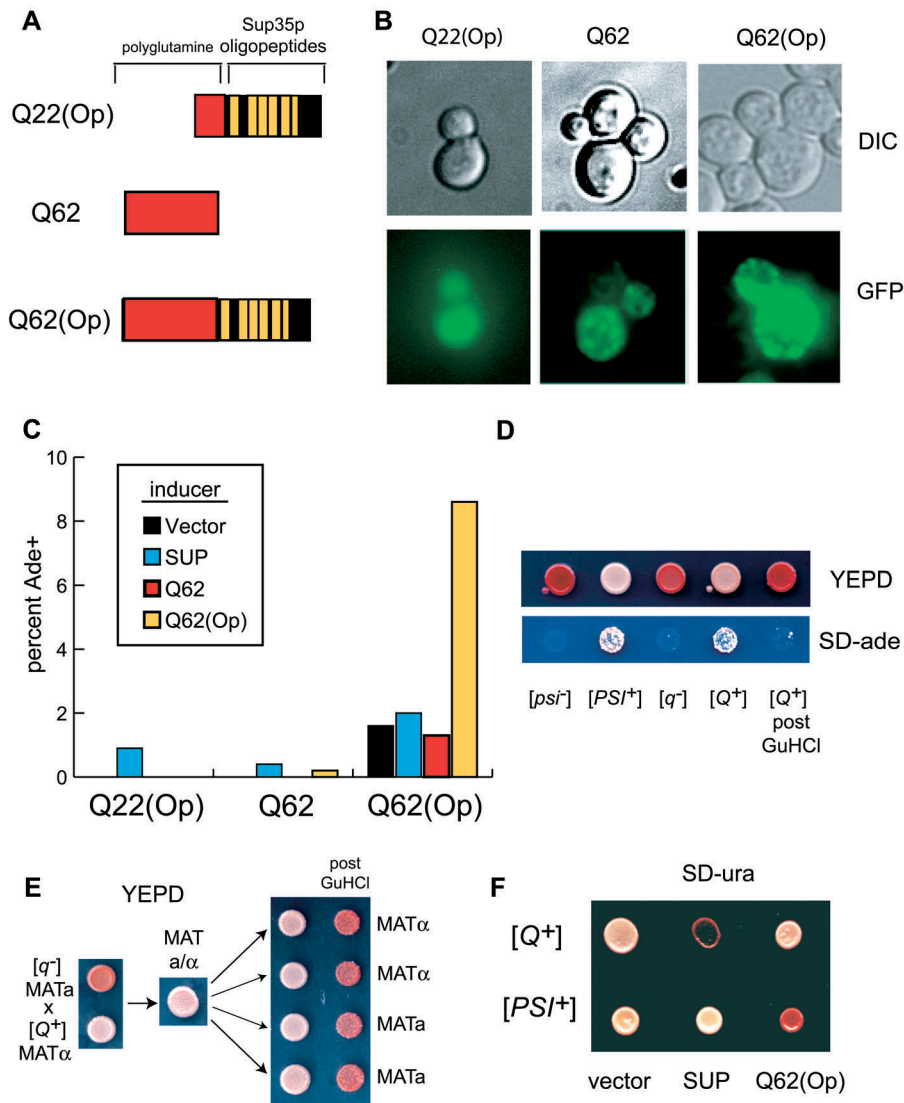 A
polyglutamine
Sup35p
oligopeptides
Q22(Op)
Q62
Q62(Op)
B
Q22(Op)
Q62
Q62(Op)
DIC
GFP
C
10
8
6
4
2
0
percent Ade+
inducer
Vector
SUP
Q62
Q62(Op)
Q22(Op)
Q62
Q62(Op)
D
YEPD
SD-ade
[psi-]
[PSI+]
[q-]
[Q+]
[Q+]
post
GuHCl
E
YEPD
[q-]
MATa
x
[Q+]
MATα
MAT
a/α
post
GuHCl
MATα
MATα
MATa
MATa
F
SD-ura
[Q+]
[PSI+]
vector
SUP
Q62(Op)